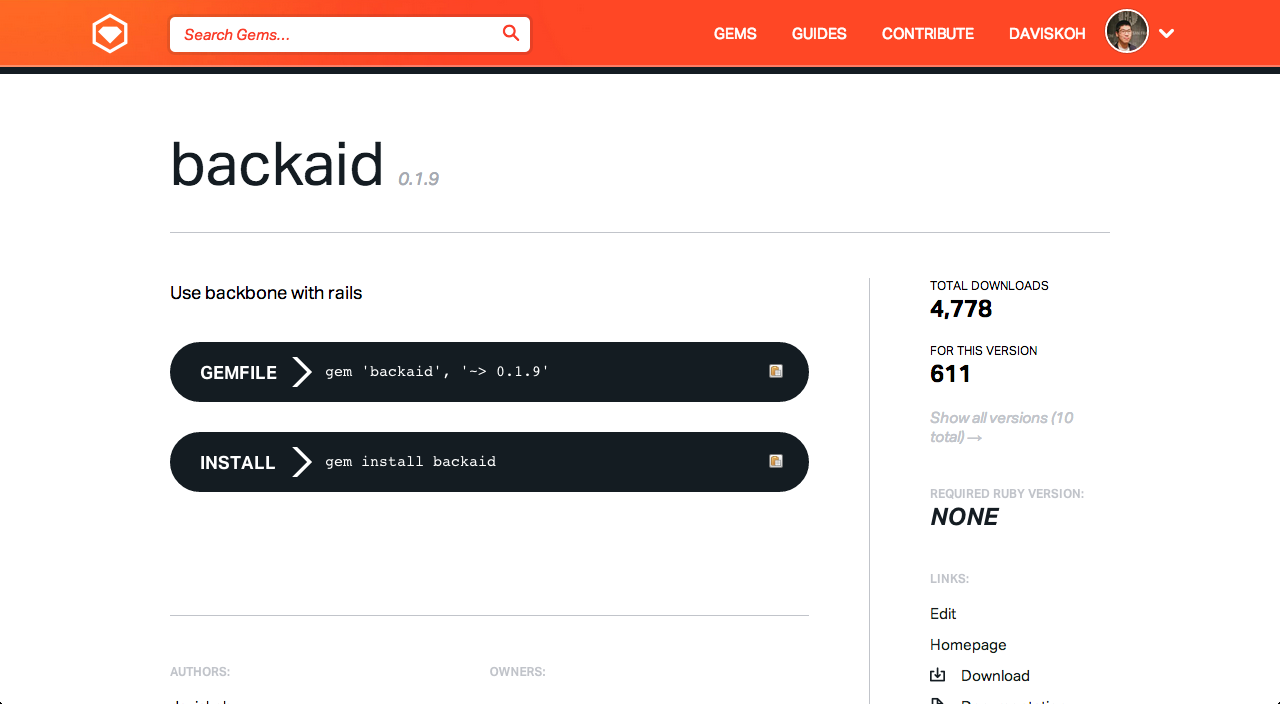 Search Gems...
GEMS GUIDES CONTRIBUTE DAVISKOH
backaid 0.1.9
Use backbone with rails
GEMFILE gem 'backaid', '~> 0.1.9'
INSTALL gem install backaid
TOTAL DOWNLOADS
4,778
FOR THIS VERSION
611
Show all versions (10
total) →
REQUIRED RUBY VERSION:
NONE
LINKS:
Edit
Homepage
Download
AUTHORS:
OWNERS: